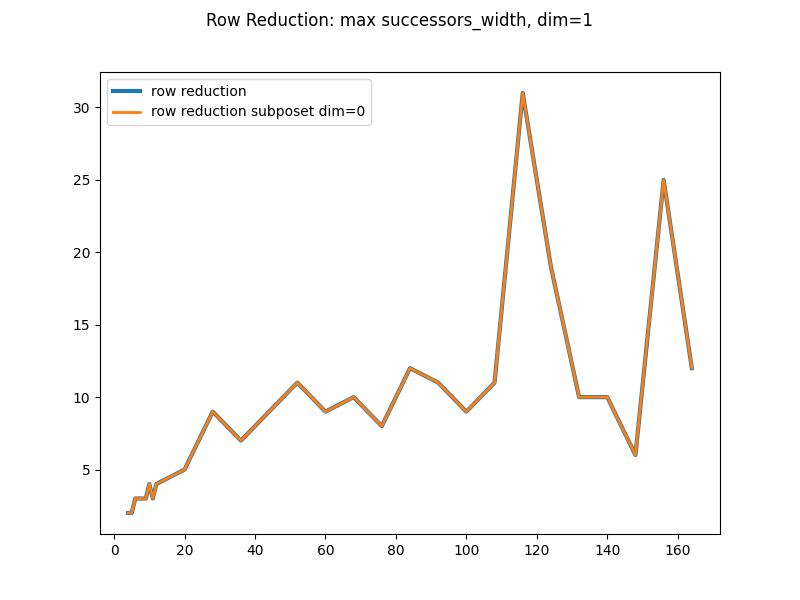 Row Reduction: max successors_width, dim=1
row reduction
row reduction subposet dim=0
30
25
20
15
10
5
0 20 40 60 80 100 120 140 160